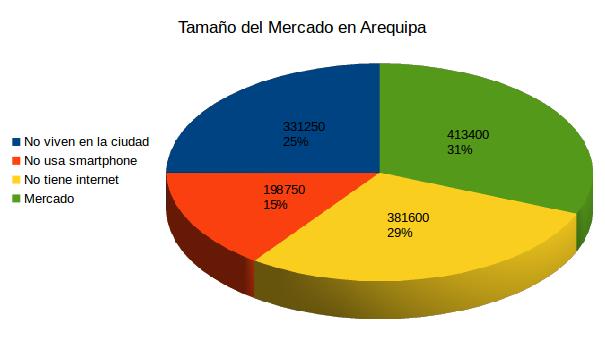 Tamaño del Mercado en Arequipa
No viven en la ciudad
No usa smartphone
No tiene internet
Mercado
331250
25%
413400
31%
198750
15%
381600
29%